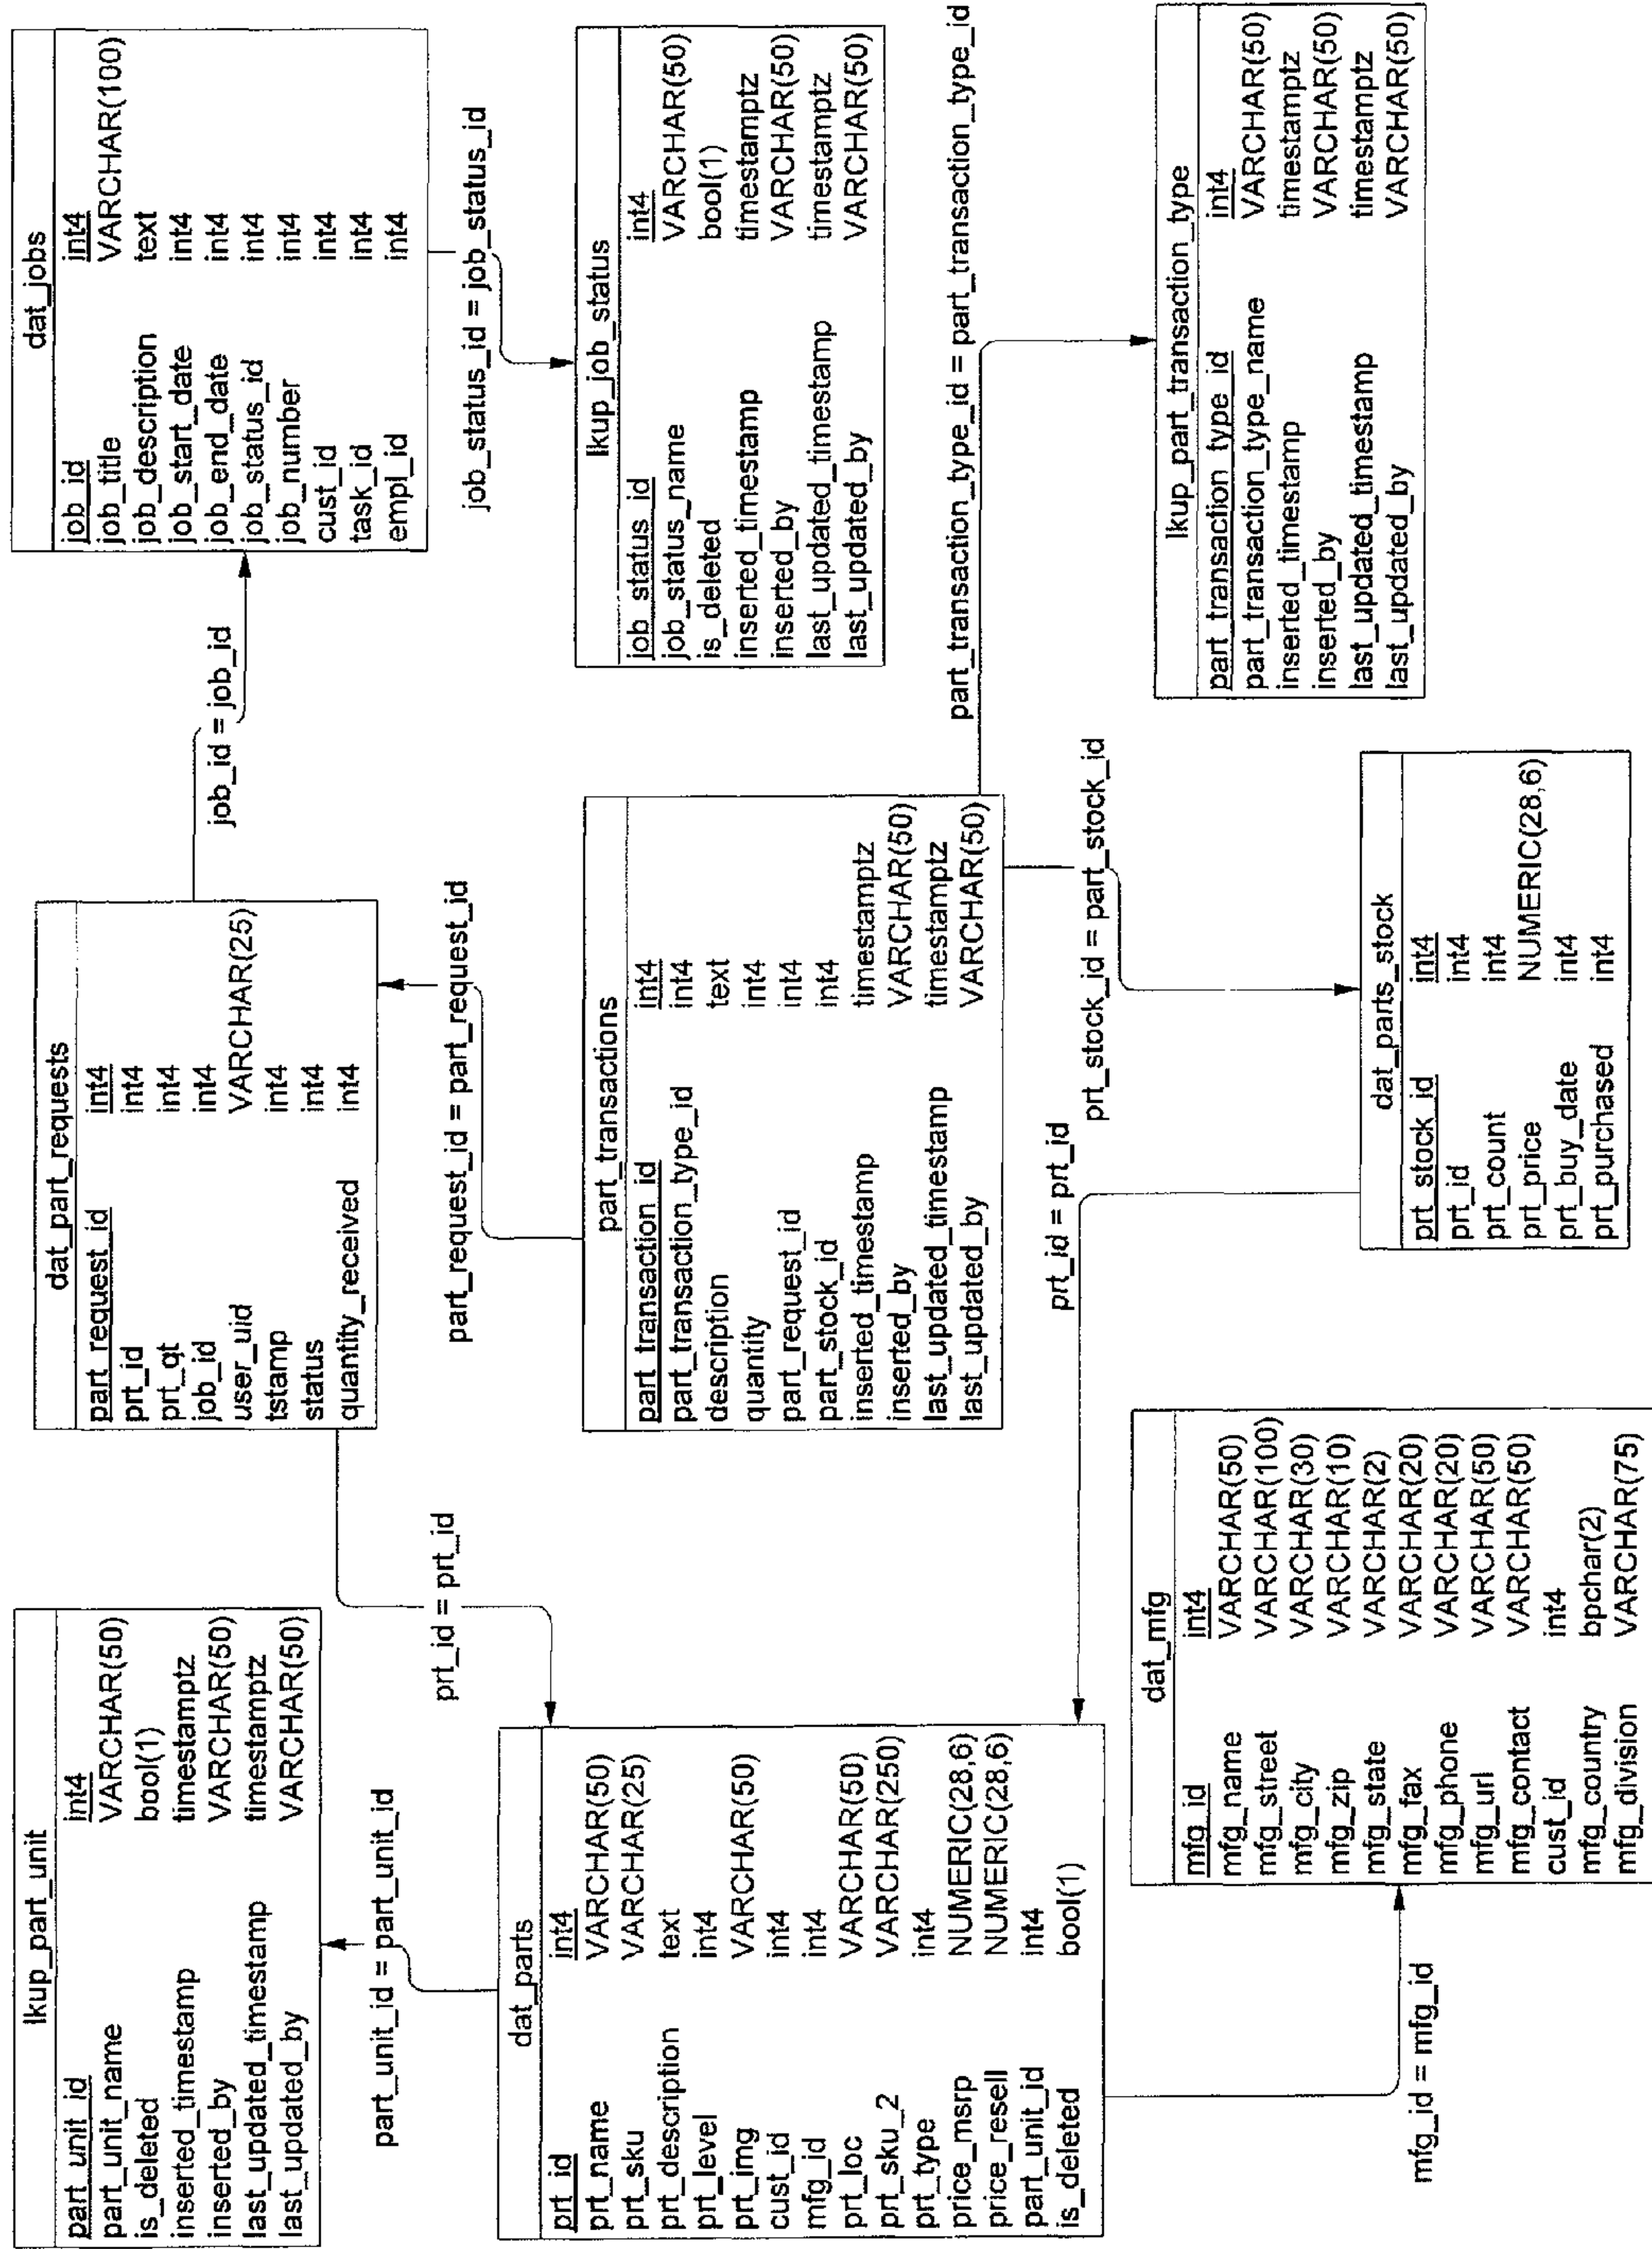 lkup_part_unit
part_unit_id int4
part_unit_name VARCHAR(50)
is_deleted bool(1)
inserted_timestamp timestamptz
inserted_by VARCHAR(50)
last_updated_timestamp timestamptz
last_updated_by VARCHAR(50)
dat_part_requests
part_request_id int4
prt_id int4
prt_qt int4
job_id int4
user_uid VARCHAR(25)
tstamp int4
status int4
quantity_received int4
dat_jobs
job_id int4
job_title VARCHAR(100)
job_description text
job_start_date int4
job_end_date int4
job_status_id int4
job_number int4
cust_id int4
task_id int4
empl_id int4
job_id = job_id
part_unit_id = part_unit_id
prt_id = prt_id
part_request_id = part_request_id
job_status_id = job_status_id
dat_parts
prt_id int4
prt_name VARCHAR(50)
prt_sku VARCHAR(25)
prt_description text
prt_level int4
prt_img VARCHAR(50)
cust_id int4
mfg_id int4
prt_loc VARCHAR(50)
prt_sku_2 VARCHAR(250)
prt_type int4
price_msrp NUMERIC(28,6)
price_resell NUMERIC(28,6)
part_unit_id int4
is_deleted bool(1)
part_transactions
part_transaction_id int4
part_transaction_type_id int4
description text
quantity int4
part_request_id int4
part_stock_id int4
inserted_timestamp timestamptz
inserted_by VARCHAR(50)
last_updated_timestamp timestamptz
last_updated_by VARCHAR(50)
lkup_job_status
job_status_id int4
job_status_name VARCHAR(50)
is_deleted bool(1)
inserted_timestamp timestamptz
inserted_by VARCHAR(50)
last_updated_timestamp timestamptz
last_updated_by VARCHAR(50)
part_transaction_type_id = part_transaction_type_id
prt_id = prt_id
prt_stock_id = part_stock_id
mfg_id = mfg_id
dat_mfg
mfg_id int4
mfg_name VARCHAR(50)
mfg_street VARCHAR(100)
mfg_city VARCHAR(30)
mfg_zip VARCHAR(10)
mfg_state VARCHAR(2)
mfg_fax VARCHAR(20)
mfg_phone VARCHAR(20)
mfg_url VARCHAR(50)
mfg_contact VARCHAR(50)
cust_id int4
mfg_country bpchar(2)
mfg_division VARCHAR(75)
dat_parts_stock
prt_stock_id int4
prt_id int4
prt_count int4
prt_price NUMERIC(28,6)
prt_buy_date int4
prt_purchased int4
lkup_part_transaction_type
part_transaction_type_id int4
part_transaction_type_name VARCHAR(50)
inserted_timestamp timestamptz
inserted_by VARCHAR(50)
last_updated_timestamp timestamptz
last_updated_by VARCHAR(50)